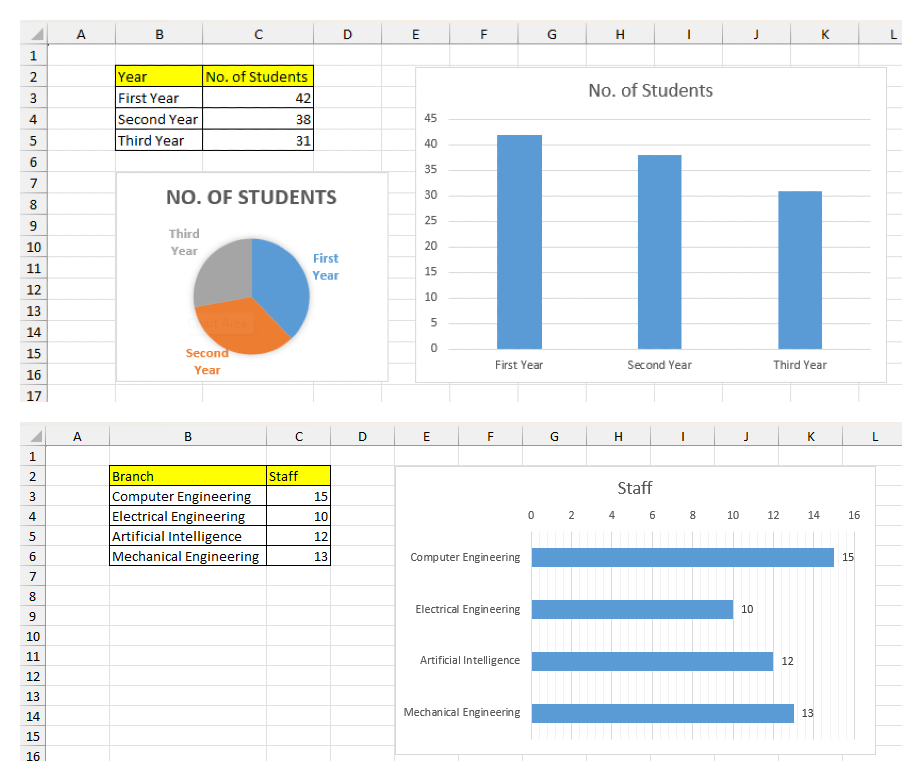 A B C D E F G H I J K L
1
2 Year No. of Students
3 First Year 42
4 Second Year 38
5 Third Year 31
6
7
8
9
10
11
12
13
14
15
16
17
NO. OF STUDENTS
Third
Year
First
Year
Second
Year
No. of Students
45
40
35
30
25
20
15
10
5
0
First Year Second Year Third Year
A B C D E F G H I J K L
1
2 Branch Staff
3 Computer Engineering 15
4 Electrical Engineering 10
5 Artificial Intelligence 12
6 Mechanical Engineering 13
7
8
9
10
11
12
13
14
15
16
Staff
0 2 4 6 8 10 12 14 16
Computer Engineering 15
Electrical Engineering 10
Artificial Intelligence 12
Mechanical Engineering 13